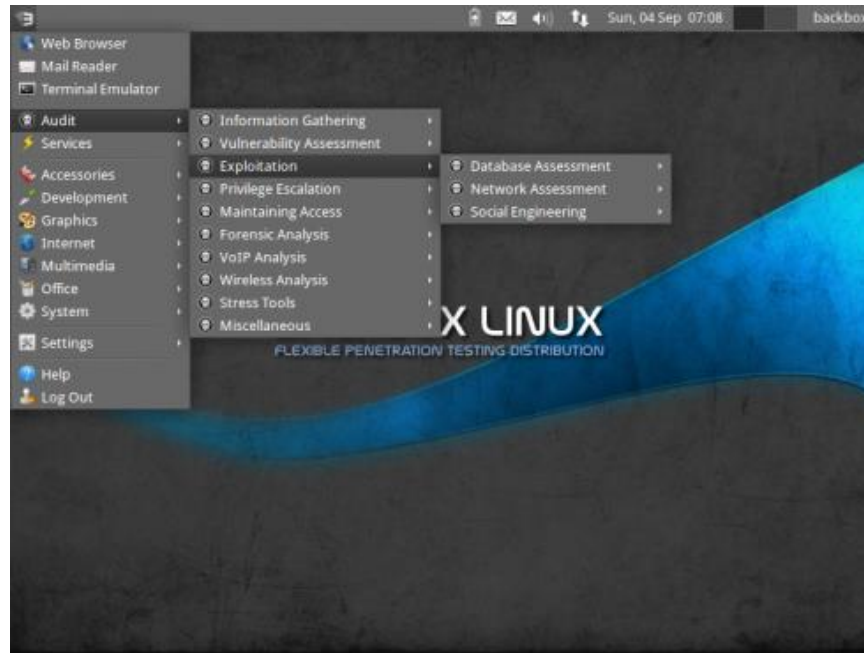 Sun, 04 Sep 07:08
backbox
Web Browser
Mail Reader
Terminal Emulator
Audit
Services
Accessories
Development
Graphics
Internet
Multimedia
Office
System
Settings
Help
Log Out
Information Gathering
Vulnerability Assessment
Exploitation
Privilege Escalation
Maintaining Access
Forensic Analysis
VoIP Analysis
Wireless Analysis
Stress Tools
Miscellaneous
Database Assessment
Network Assessment
Social Engineering
X LINUX
FLEXIBLE PENETRATION TESTING DISTRIBUTION